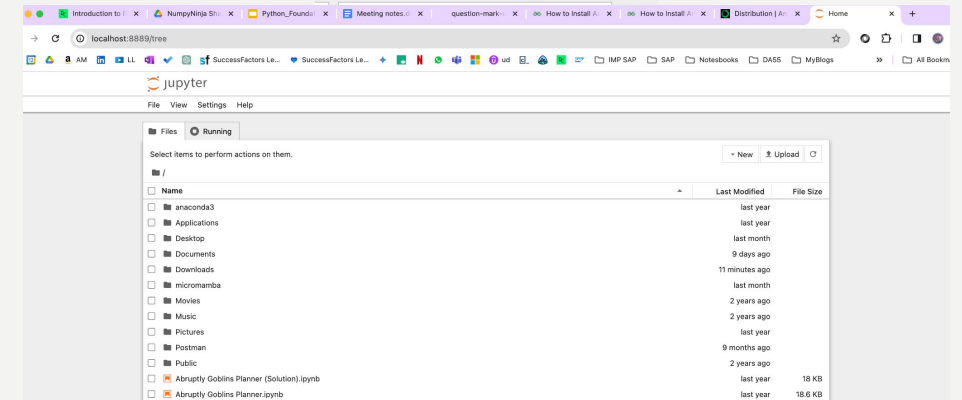 Introduction to F NumpyNinja Sha Python_Foundat Meeting notes.d question-mark- How to Install A How to Install A Distribution | An Home
localhost:8889/tree
AM LL SuccessFactors Le... SuccessFactors Le... ud IMP SAP SAP Notesbooks DA55 MyBlogs » All Bookm
jupyter
File View Settings Help
Files Running
Select items to perform actions on them. New Upload
/
Name Last Modified File Size
anaconda3 last year
Applications last year
Desktop last month
Documents 9 days ago
Downloads 11 minutes ago
micromamba last month
Movies 2 years ago
Music 2 years ago
Pictures last year
Postman 9 months ago
Public 2 years ago
Abruptly Goblins Planner (Solution).ipynb last year 18 KB
Abruptly Goblins Planner.ipynb last year 18.6 KB